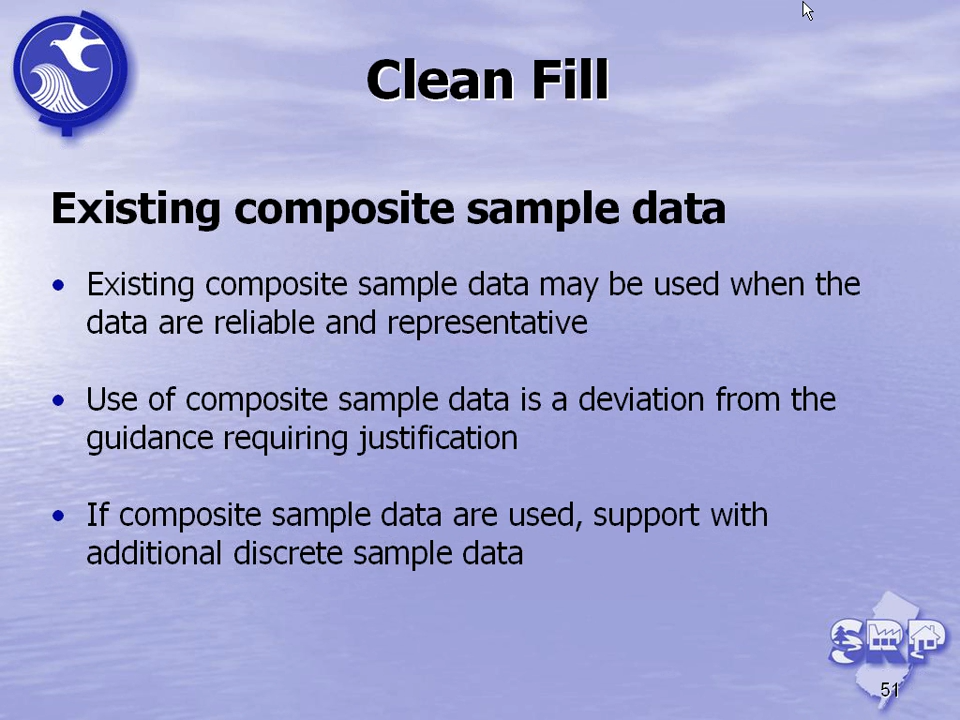 Clean Fill
Existing composite sample data
• Existing composite sample data may be used when the
data are reliable and representative
• Use of composite sample data is a deviation from the
guidance requiring justification
• If composite sample data are used, support with
additional discrete sample data
SRP
51